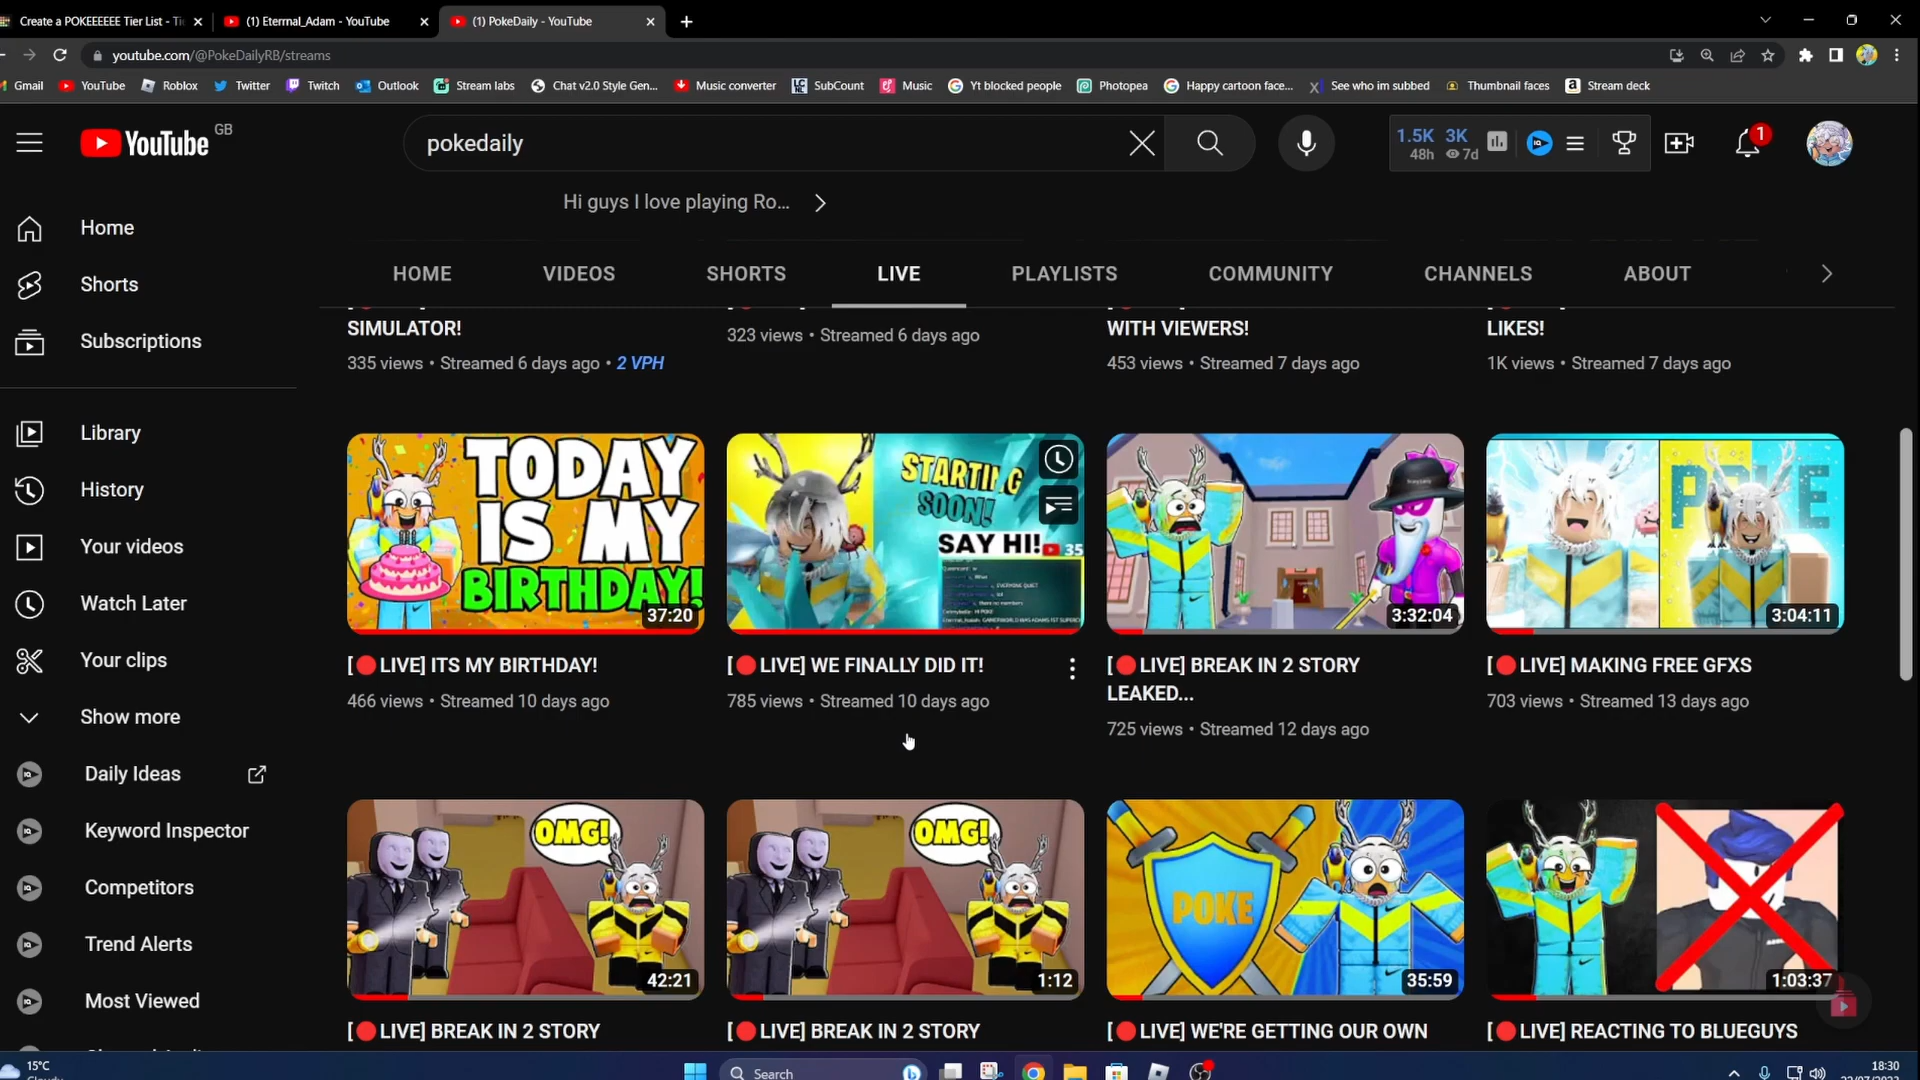 Create a POKEEEEEE Tier List - Tie
(1) Eterrnal_Adam - YouTube
(1) PokeDaily - YouTube
youtube.com/@PokeDailyRB/streams
Gmail
YouTube
Roblox
Twitter
Twitch
Outlook
Stream labs
Chat v2.0 Style Gen...
Music converter
SubCount
Music
Yt blocked people
Photopea
Happy cartoon face...
See who im subbed
Thumbnail faces
Stream deck
YouTube GB
pokedaily
1.5K 3K
48h 7d
1
Hi guys I love playing Ro...
Home
Shorts
Subscriptions
Library
History
Your videos
Watch Later
Your clips
Show more
Daily Ideas
Keyword Inspector
Competitors
Trend Alerts
Most Viewed
HOME
VIDEOS
SHORTS
LIVE
PLAYLISTS
COMMUNITY
CHANNELS
ABOUT
SIMULATOR!
335 views • Streamed 6 days ago • 2 VPH
323 views • Streamed 6 days ago
WITH VIEWERS!
453 views • Streamed 7 days ago
LIKES!
1K views • Streamed 7 days ago
TODAY
IS MY
BIRTHDAY!
37:20
[🔴LIVE] ITS MY BIRTHDAY!
466 views • Streamed 10 days ago
STARTING
SOON!
SAY HI!
35
[🔴LIVE] WE FINALLY DID IT!
785 views • Streamed 10 days ago
3:32:04
[🔴LIVE] BREAK IN 2 STORY
LEAKED...
725 views • Streamed 12 days ago
POKE
3:04:11
[🔴LIVE] MAKING FREE GFXS
703 views • Streamed 13 days ago
OMG!
42:21
[🔴LIVE] BREAK IN 2 STORY
OMG!
1:12
[🔴LIVE] BREAK IN 2 STORY
POKE
35:59
[🔴LIVE] WE'RE GETTING OUR OWN
1:03:37
[🔴LIVE] REACTING TO BLUEGUYS
15°C
Search
18:30